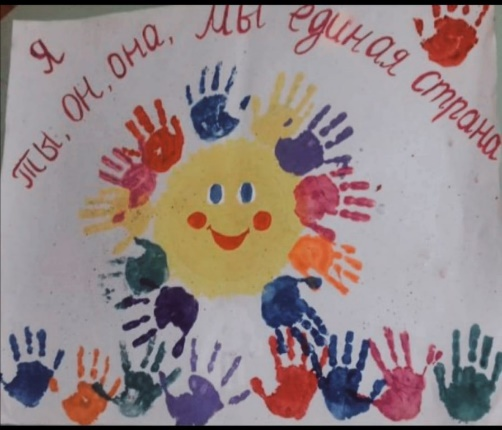 Я
ты, он, она, мы единая страна